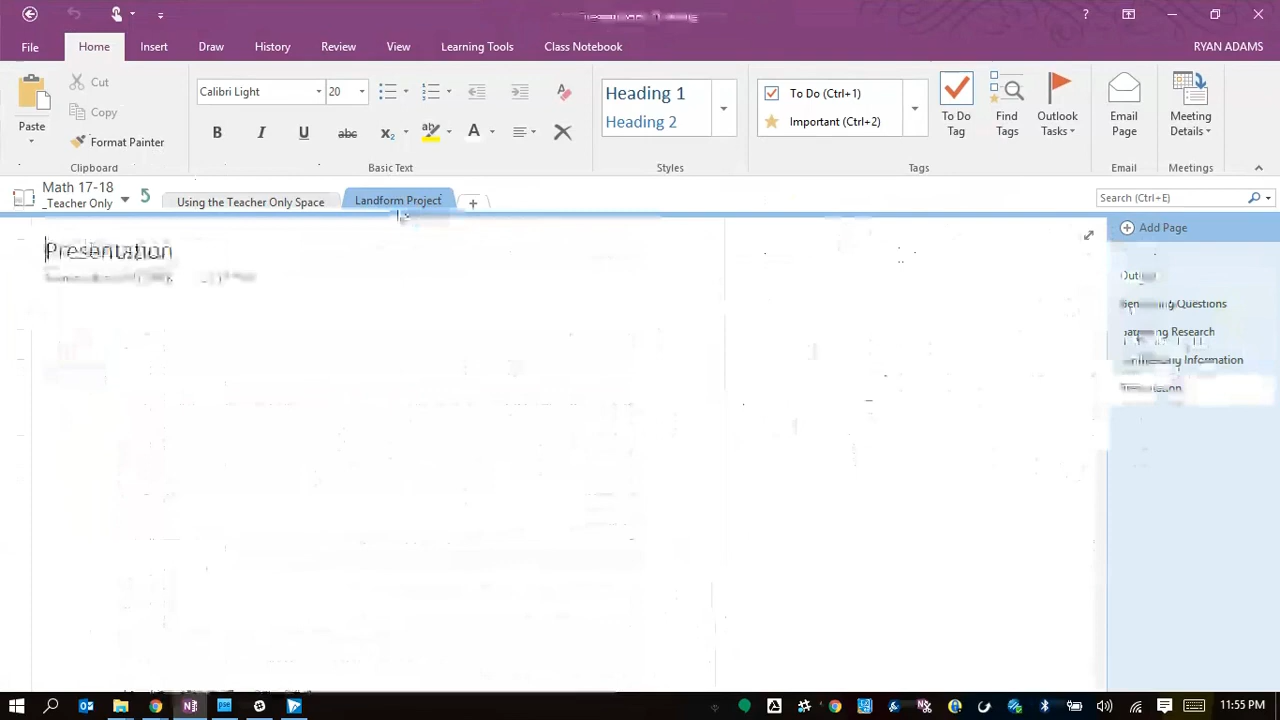 File Home Insert Draw History Review View Learning Tools Class Notebook RYAN ADAMS
Paste
Cut
Copy
Format Painter
Clipboard
Calibri Light 20
Basic Text
Heading 1
Heading 2
Styles
To Do (Ctrl+1)
Important (Ctrl+2)
To Do Tag
Find Tags
Outlook Tasks
Tags
Email Page
Email
Meeting Details
Meetings
Math 17-18
_Teacher Only
Using the Teacher Only Space
Landform Project
Search (Ctrl+E)
Presentation
Add Page
Questions
Research
Information
11:55 PM